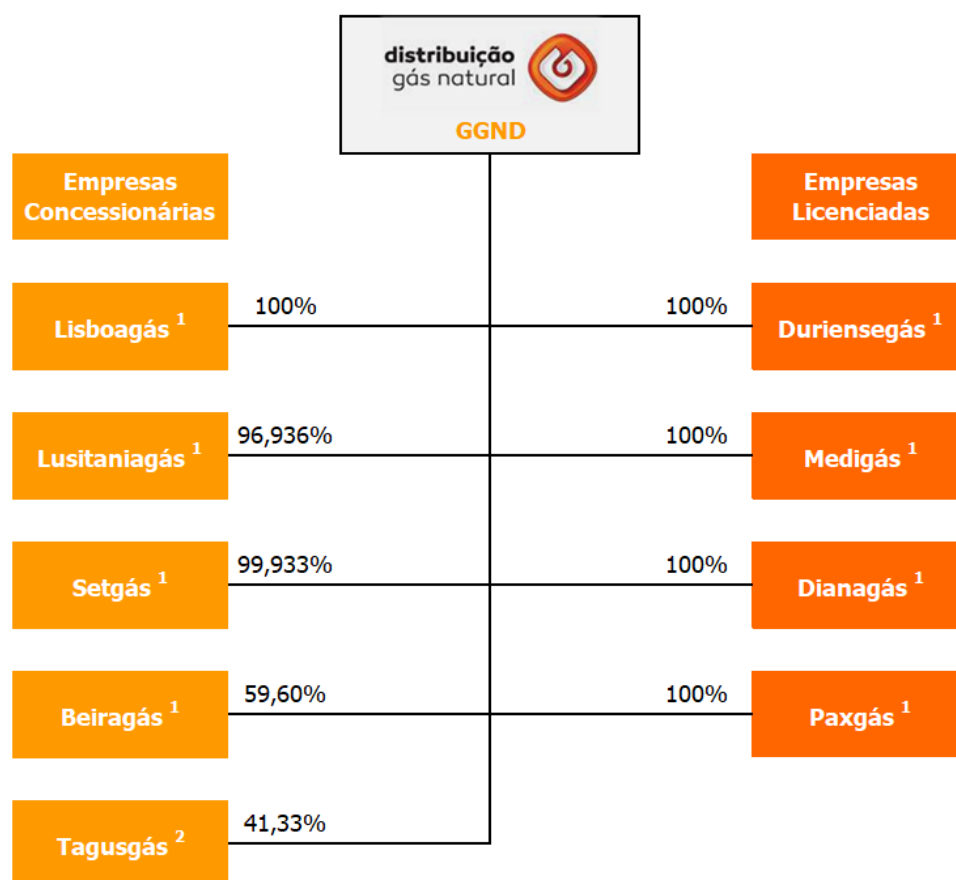 distribuição
gás natural
GGND
Empresas
Concessionárias
Empresas
Licenciadas
Lisboagás ¹
100%
100%
Duriensegás ¹
Lusitaniagás ¹
96,936%
100%
Medigás ¹
Setgás ¹
99,933%
100%
Dianagás ¹
Beiragás ¹
59,60%
100%
Paxgás ¹
Tagusgás ²
41,33%